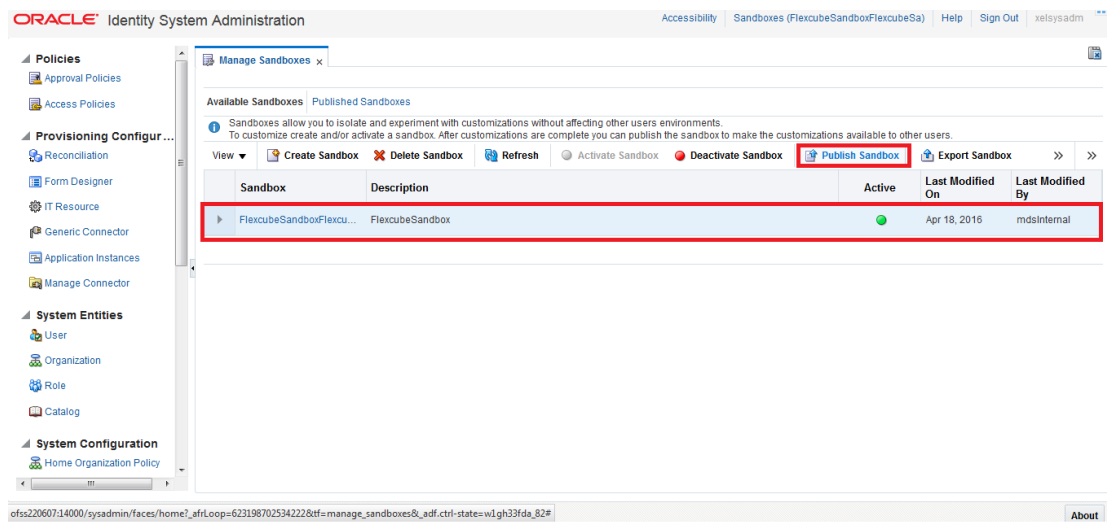 ORACLE® Identity System Administration
Accessibility Sandboxes (FlexcubeSandboxFlexcubeSa) Help Sign Out xelsysadm
Policies
Approval Policies
Access Policies
Provisioning Configur...
Reconciliation
Form Designer
IT Resource
Generic Connector
Application Instances
Manage Connector
System Entities
User
Organization
Role
Catalog
System Configuration
Home Organization Policy
Manage Sandboxes x
Available Sandboxes Published Sandboxes
Sandboxes allow you to isolate and experiment with customizations without affecting other users environments.
To customize create and/or activate a sandbox. After customizations are complete you can publish the sandbox to make the customizations available to other users.
View Create Sandbox Delete Sandbox Refresh Activate Sandbox Deactivate Sandbox Publish Sandbox Export Sandbox » »
Sandbox Description Active Last Modified On Last Modified By
FlexcubeSandboxFlexcu... FlexcubeSandbox Apr 18, 2016 mdsInternal
ofss220607:14000/sysadmin/faces/home?_afrLoop=623198702534222&tf=manage_sandboxes&_adf.ctrl-state=w1gh33fda_82#
About